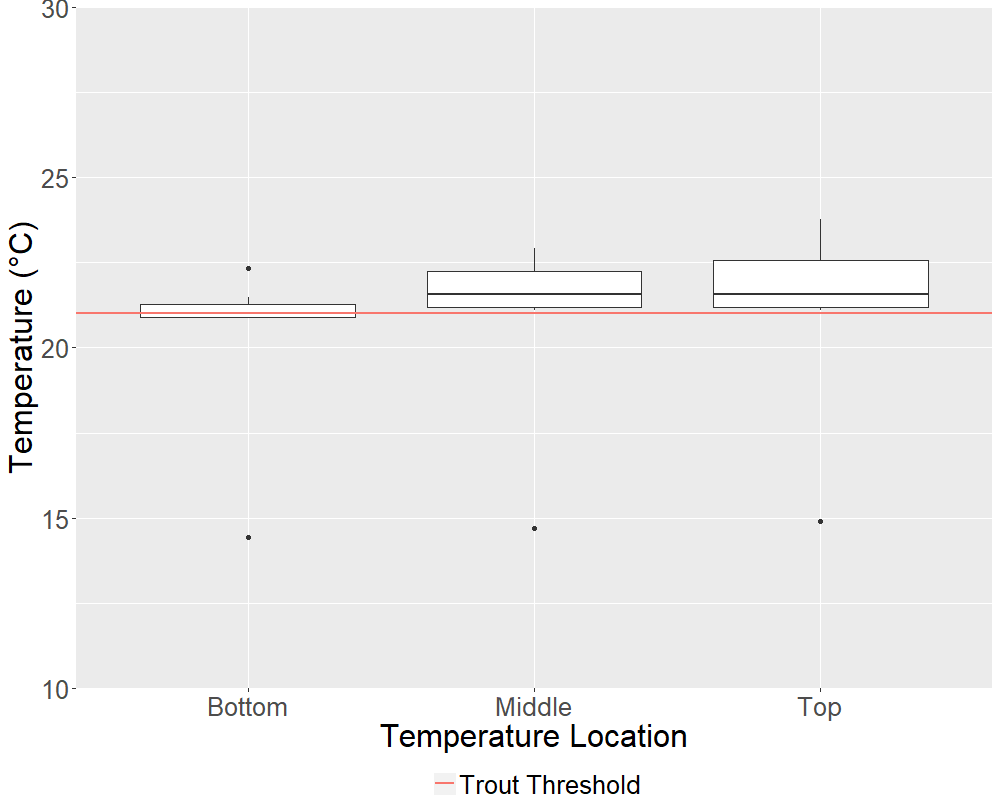 30
25
20
15
10
Temperature (°C)
Bottom Middle Top
Temperature Location
Trout Threshold